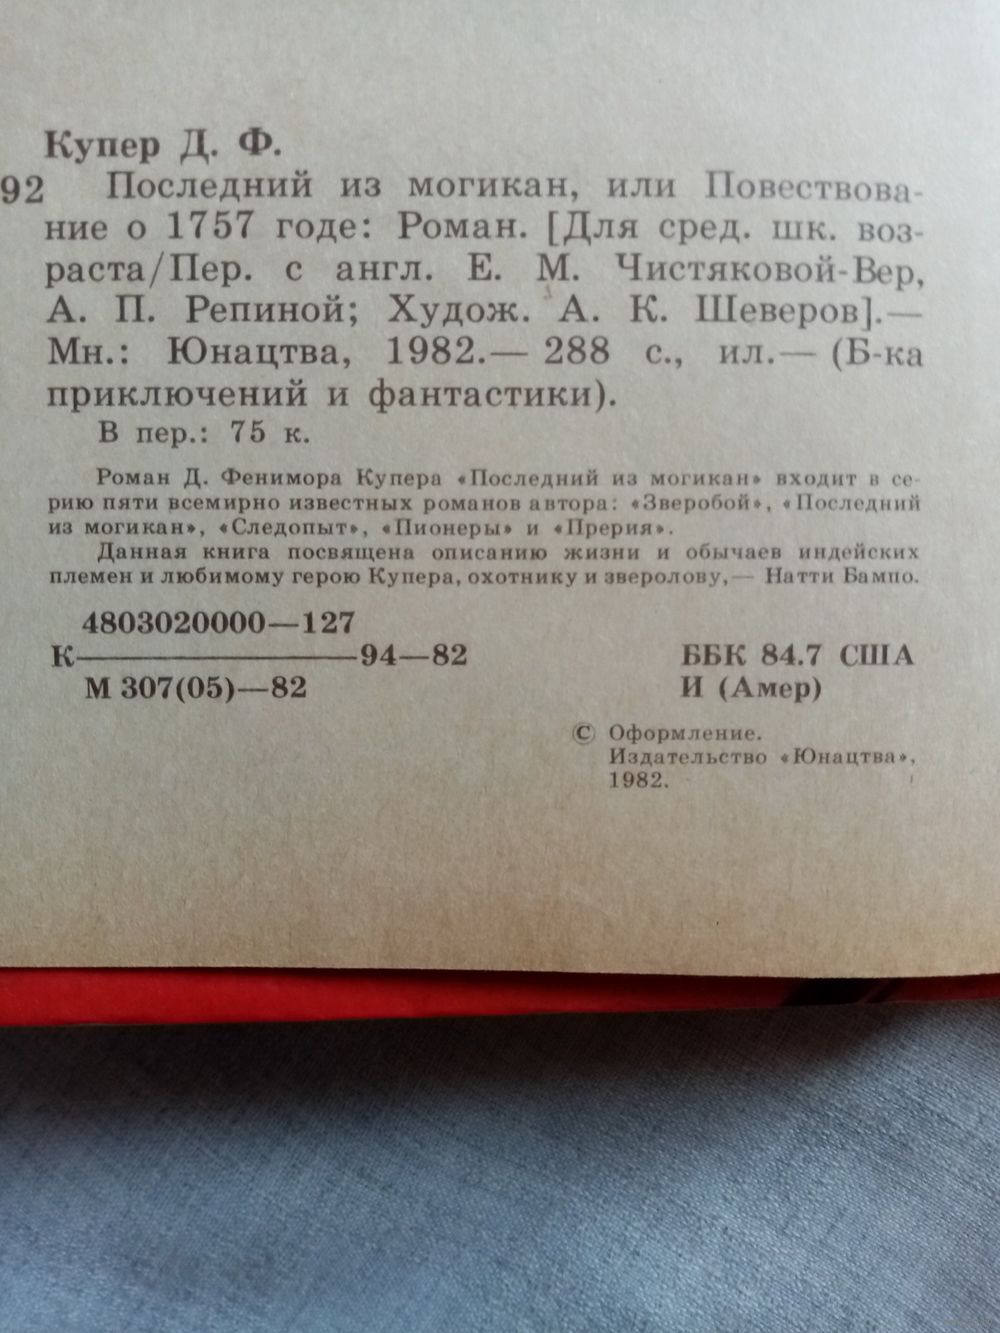 Купер Д. Ф.
92 Последний из могикан, или Повествова-
ние о 1757 годе: Роман. [Для сред. шк. воз-
раста/Пер. с англ. Е. М. Чистяковой-Вер,
А. П. Репиной; Худож. А. К. Шеверов].—
Мн.: Юнацтва, 1982.— 288 с., ил.— (Б-ка
приключений и фантастики).
В пер.: 75 к.
Роман Д. Фенимора Купера «Последний из могикан» входит в се-
рию пяти всемирно известных романов автора: «Зверобой», «Последний
из могикан», «Следопыт», «Пионеры» и «Прерия».
Данная книга посвящена описанию жизни и обычаев индейских
племен и любимому герою Купера, охотнику и зверолову,— Натти Бампо.
4803020000—127
К————94—82
М 307(05)—82
ББК 84.7 США
И (Амер)
© Оформление.
Издательство «Юнацтва»,
1982.